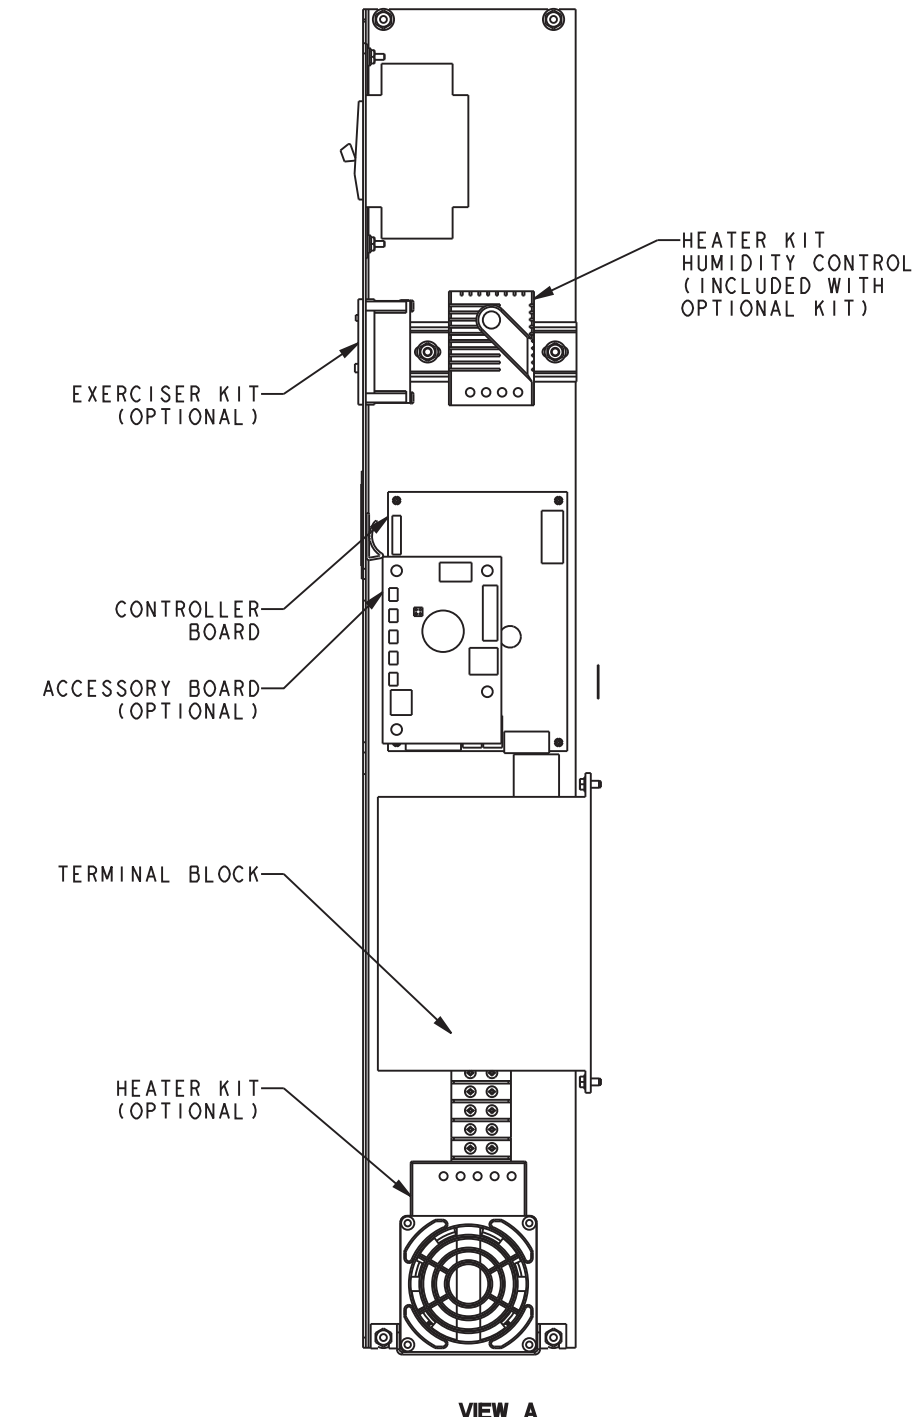 HEATER KIT
HUMIDITY CONTROL
(INCLUDED WITH
OPTIONAL KIT)
EXERCISER KIT
(OPTIONAL)
CONTROLLER
BOARD
ACCESSORY BOARD
(OPTIONAL)
TERMINAL BLOCK
HEATER KIT
(OPTIONAL)
VIEW A